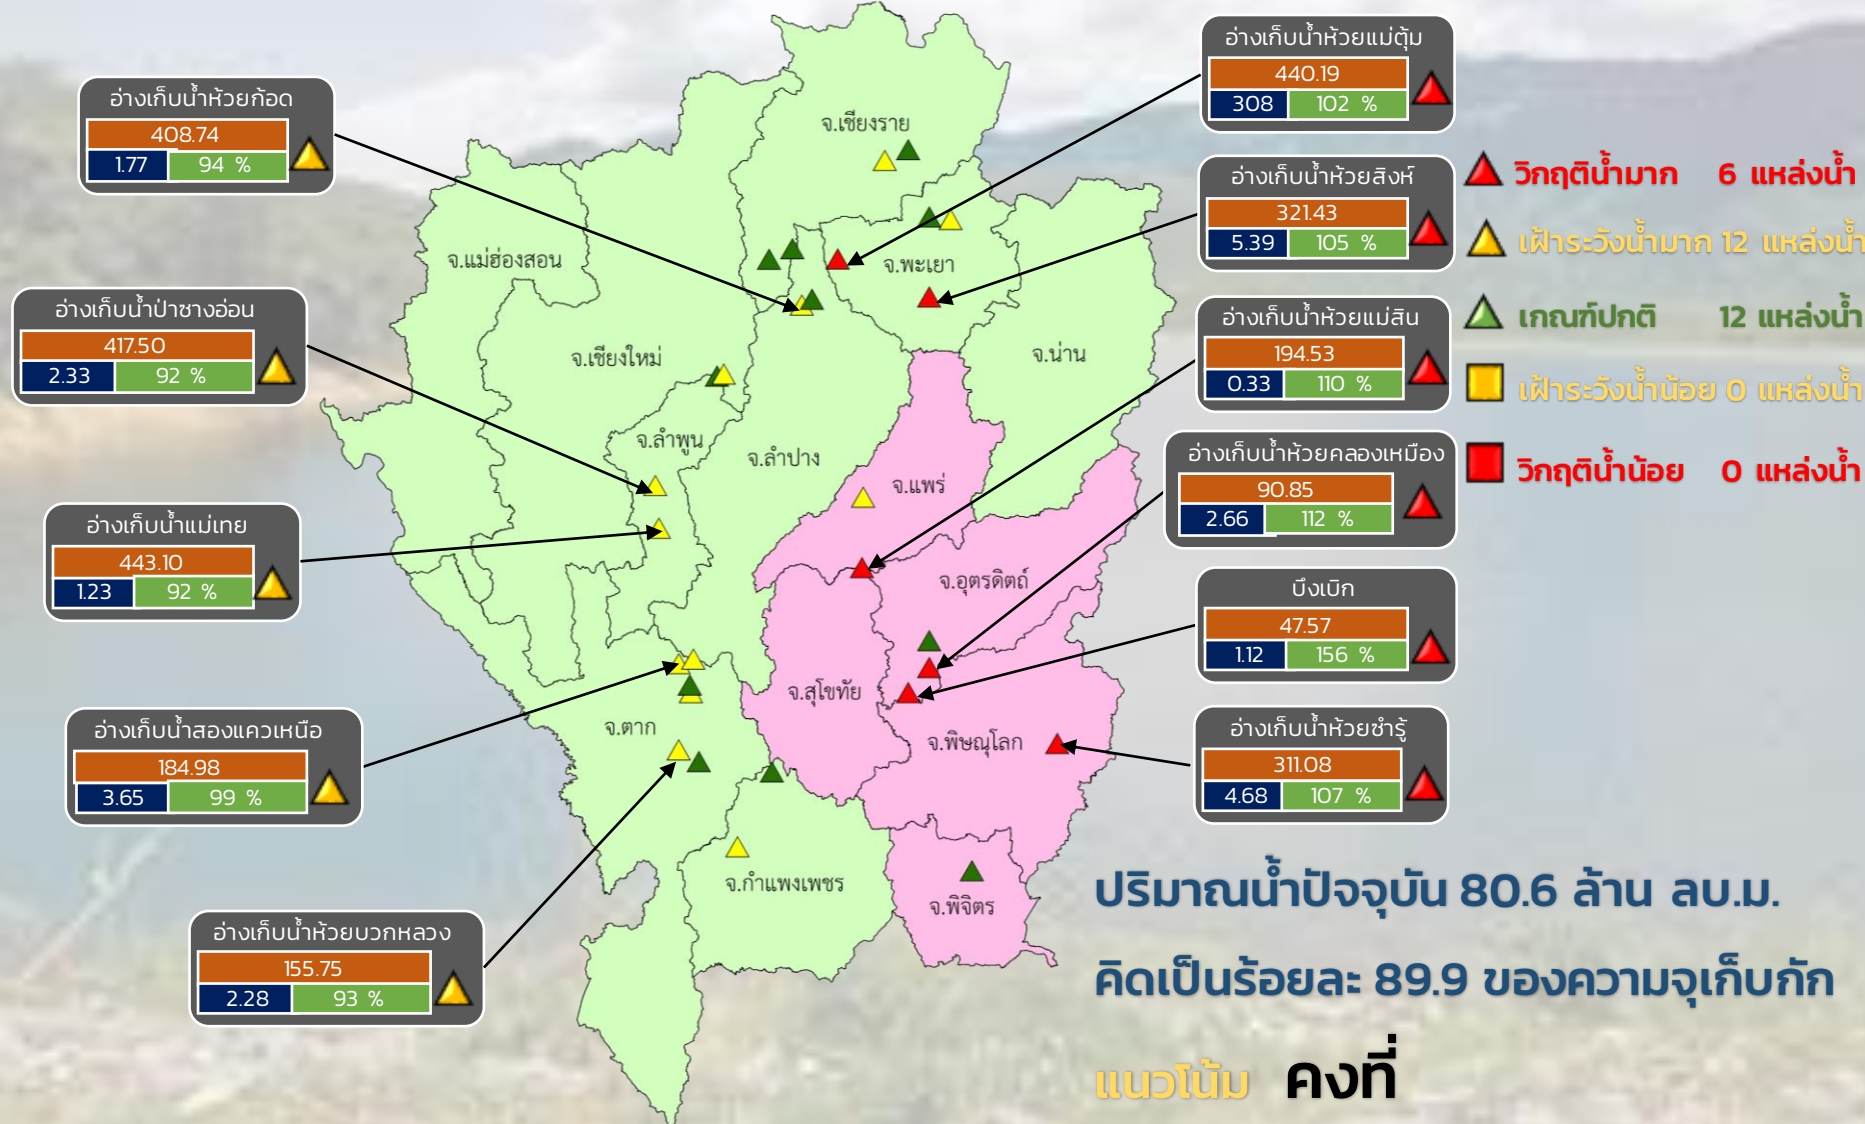 อ่างเก็บน้ำห้วยก้อด
408.74
1.77 94 %
อ่างเก็บน้ำป่าซางอ่อน
417.50
2.33 92 %
อ่างเก็บน้ำแม่เทย
443.10
1.23 92 %
อ่างเก็บน้ำสองแควเหนือ
184.98
3.65 99 %
อ่างเก็บน้ำห้วยบวกหลวง
155.75
2.28 93 %
จ.เชียงราย
จ.แม่ฮ่องสอน
จ.พะเยา
จ.เชียงใหม่
จ.น่าน
จ.ลำพูน
จ.ลำปาง
จ.แพร่
จ.อุตรดิตถ์
จ.สุโขทัย
จ.ตาก
จ.พิษณุโลก
จ.กำแพงเพชร
จ.พิจิตร
อ่างเก็บน้ำห้วยแม่ตุ้ม
440.19
308 102 %
อ่างเก็บน้ำห้วยสิงห์
321.43
5.39 105 %
อ่างเก็บน้ำห้วยแม่สิน
194.53
0.33 110 %
อ่างเก็บน้ำห้วยคลองเหมือง
90.85
2.66 112 %
บึงเบิก
47.57
1.12 156 %
อ่างเก็บน้ำห้วยซำรู้
311.08
4.68 107 %
วิกฤติน้ำมาก 6 แหล่งน้ำ
เฝ้าระวังน้ำมาก 12 แหล่งน้ำ
เกณฑ์ปกติ 12 แหล่งน้ำ
เฝ้าระวังน้ำน้อย 0 แหล่งน้ำ
วิกฤติน้ำน้อย 0 แหล่งน้ำ
ปริมาณน้ำปัจจุบัน 80.6 ล้าน ลบ.ม.
คิดเป็นร้อยละ 89.9 ของความจุเก็บกัก
แนวโน้ม คงที่